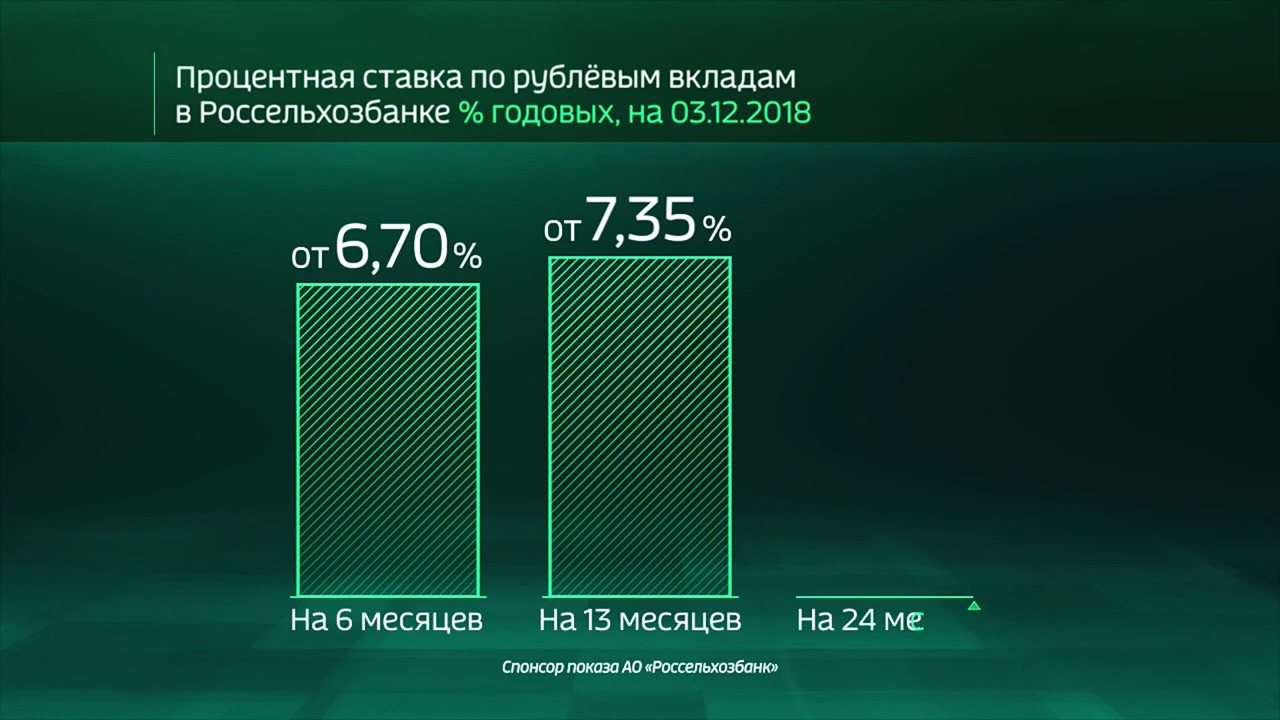 Процентная ставка по рублёвым вкладам
в Россельхозбанке % годовых, на 03.12.2018
от 6,70 %
от 7,35 %
На 6 месяцев
На 13 месяцев
На 24 ме
Спонсор показа АО «Россельхозбанк»